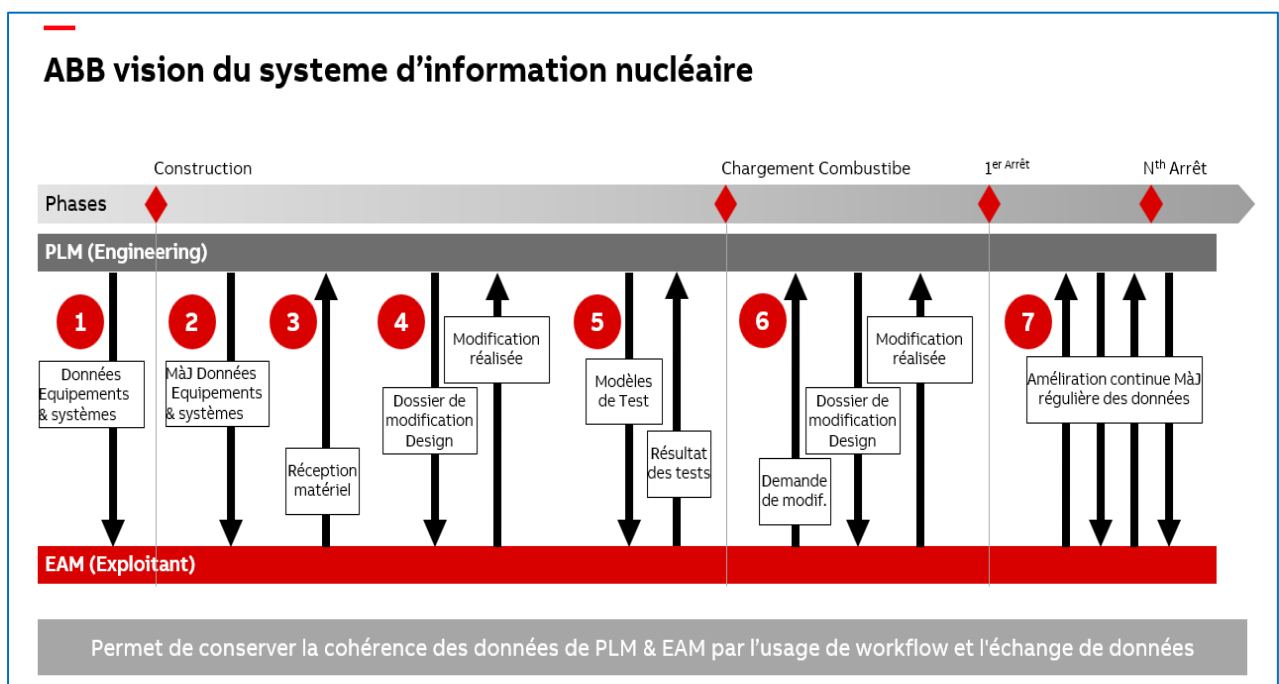 ABB vision du systeme d'information nucléaire
Construction
Chargement Combustibe
1er Arrêt
Nth Arrêt
Phases
PLM (Engineering)
1
Données
Equipements
& systèmes
2
MàJ Données
Equipements
& systèmes
3
Réception
matériel
4
Dossier de
modification
Design
Modification
réalisée
5
Modèles
de Test
Résultat
des tests
6
Demande
de modif.
Dossier de
modification
Design
Modification
réalisée
7
Amélration continue MàJ
régulière des données
EAM (Exploitant)
Permet de conserver la cohérence des données de PLM & EAM par l'usage de workflow et l'échange de données